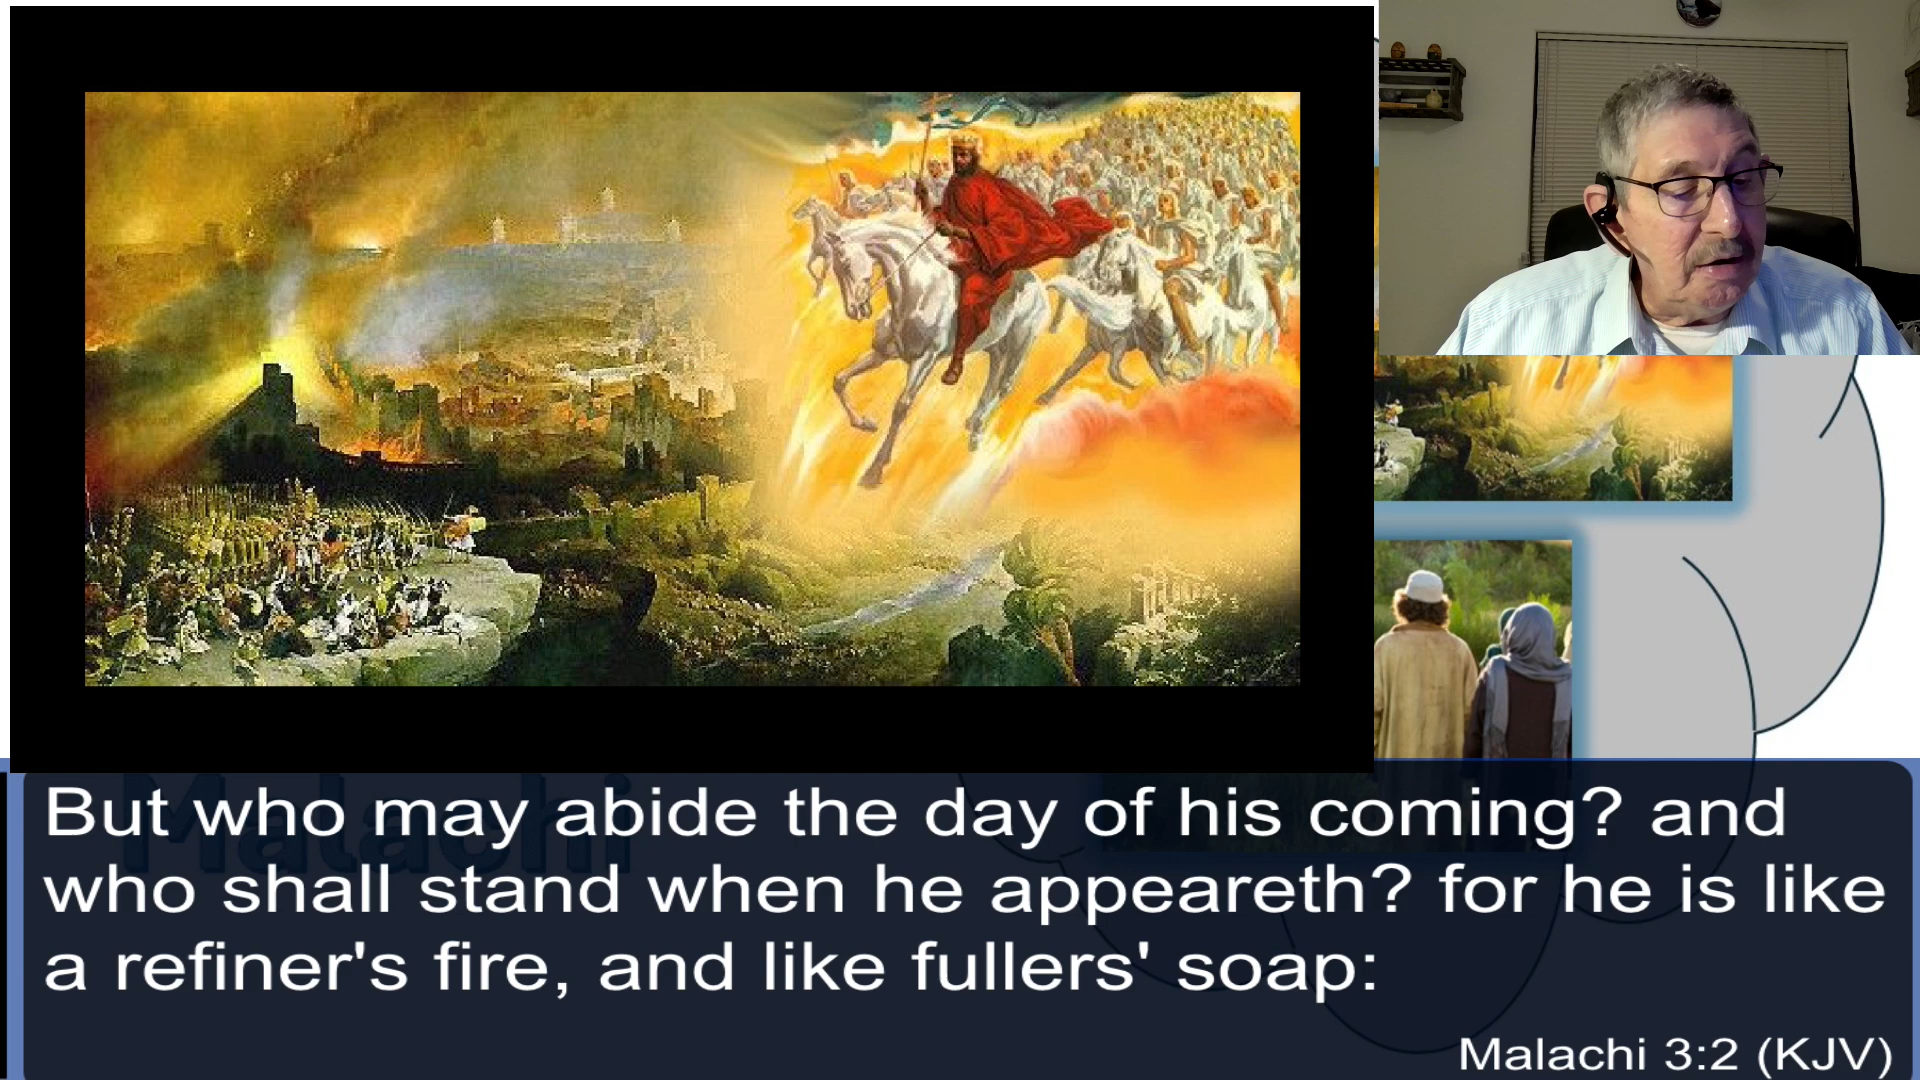 Malachi
But who may abide the day of his coming? and
who shall stand when he appeareth? for he is like
a refiner's fire, and like fullers' soap:
Malachi 3:2 (KJV)